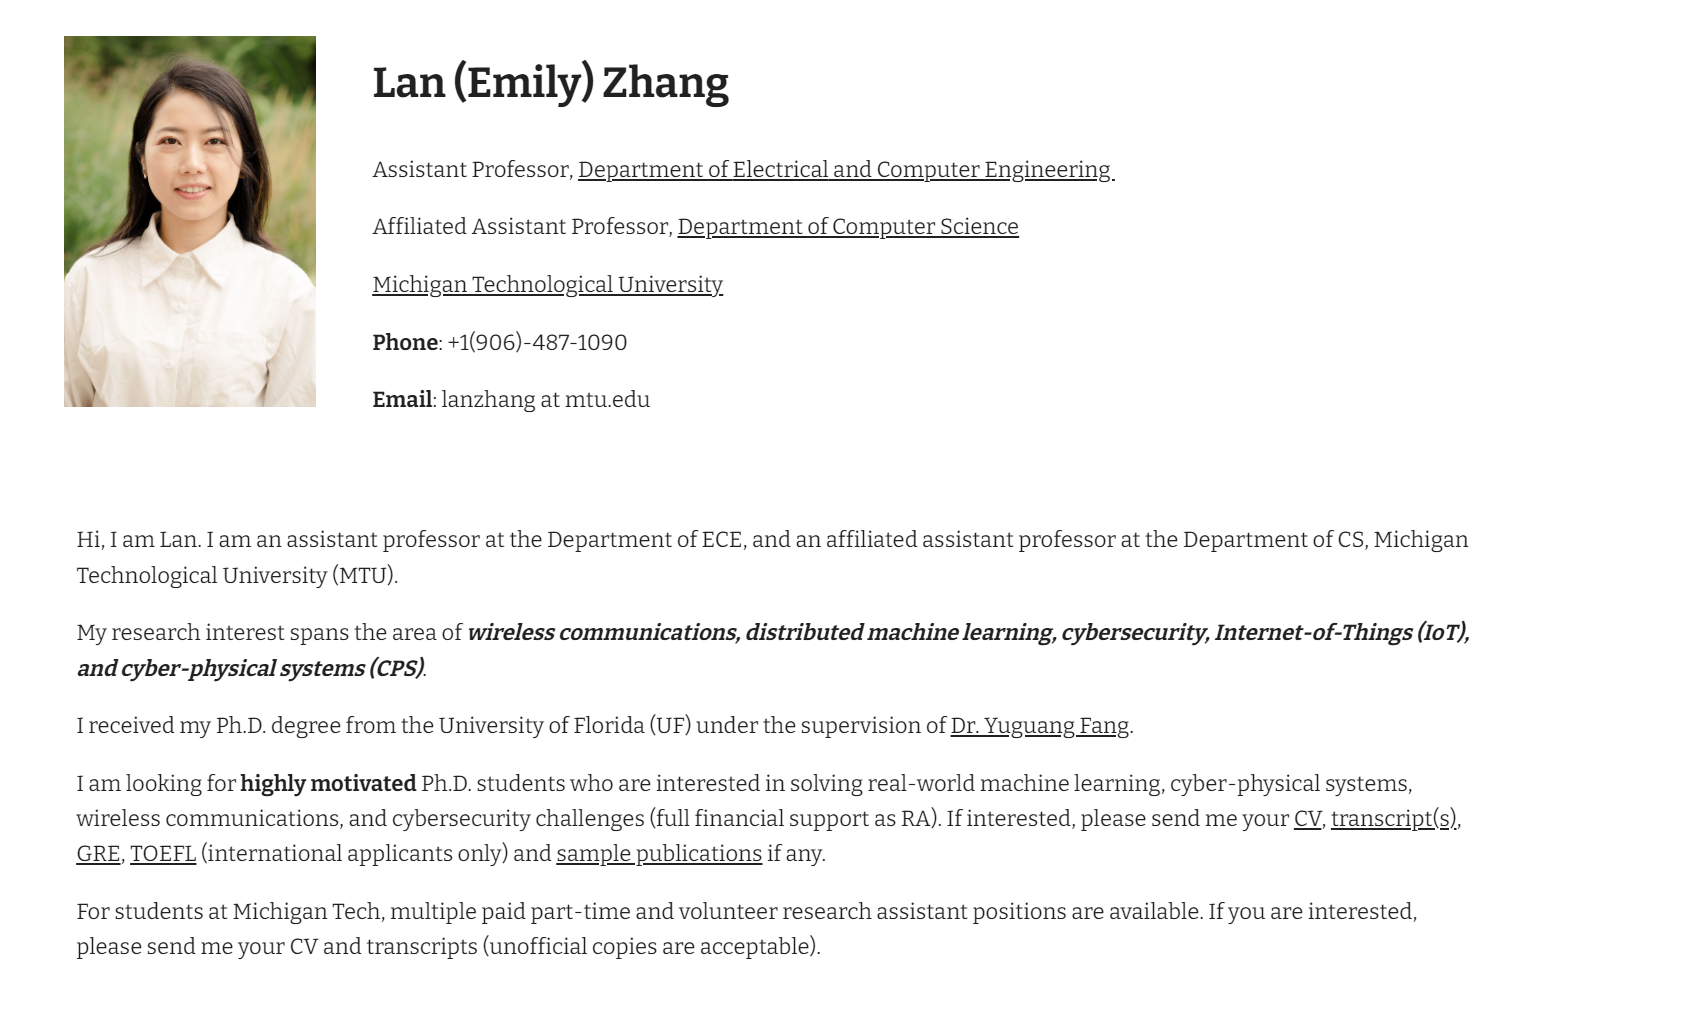 Lan (Emily) Zhang
Assistant Professor, Department of Electrical and Computer Engineering
Affiliated Assistant Professor, Department of Computer Science
Michigan Technological University
Phone: +1(906)-487-1090
Email: lanzhang at mtu.edu
Hi, I am Lan. I am an assistant professor at the Department of ECE, and an affiliated assistant professor at the Department of CS, Michigan
Technological University (MTU).
My research interest spans the area of wireless communications, distributed machine learning, cybersecurity, Internet-of-Things (IoT),
and cyber-physical systems (CPS).
I received my Ph.D. degree from the University of Florida (UF) under the supervision of Dr. Yuguang Fang.
I am looking for highly motivated Ph.D. students who are interested in solving real-world machine learning, cyber-physical systems,
wireless communications, and cybersecurity challenges (full financial support as RA). If interested, please send me your CV, transcript(s),
GRE, TOEFL (international applicants only) and sample publications if any.
For students at Michigan Tech, multiple paid part-time and volunteer research assistant positions are available. If you are interested,
please send me your CV and transcripts (unofficial copies are acceptable).